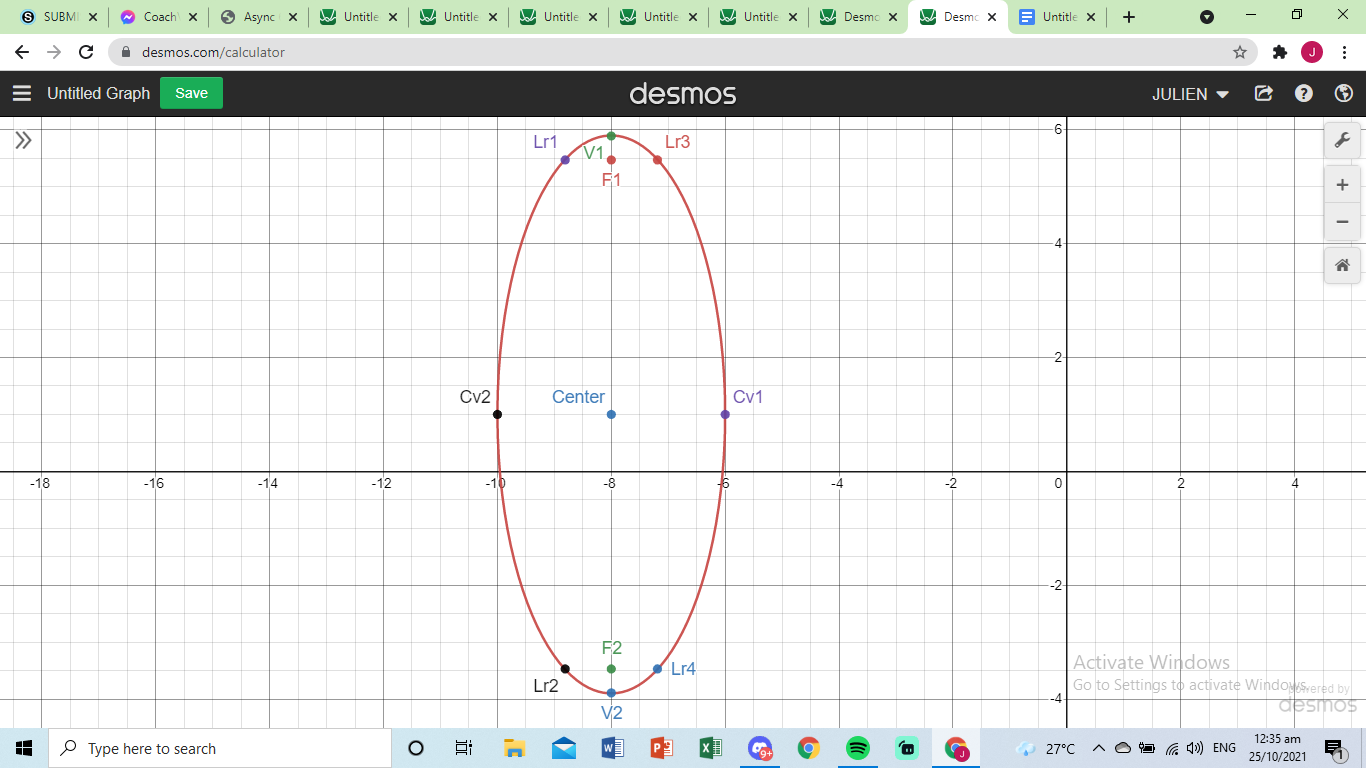 SUBMI
Coach
Async
Untitle
Untitle
Untitle
Untitle
Untitle
Desmo
Desmo
Untitle
desmos.com/calculator
J
Untitled Graph
Save
desmos
JULIEN
Lr1
V1
F1
Lr3
6
4
2
Cv2
Center
Cv1
-18
-16
-14
-12
-10
-8
-6
-4
-2
0
2
4
-2
F2
Lr2
Lr4
V2
-4
Activate Windows
Go to Settings to activate Windows.
powered by
desmos
Type here to search
9+
J
27°C
ENG
12:35 am
25/10/2021
1